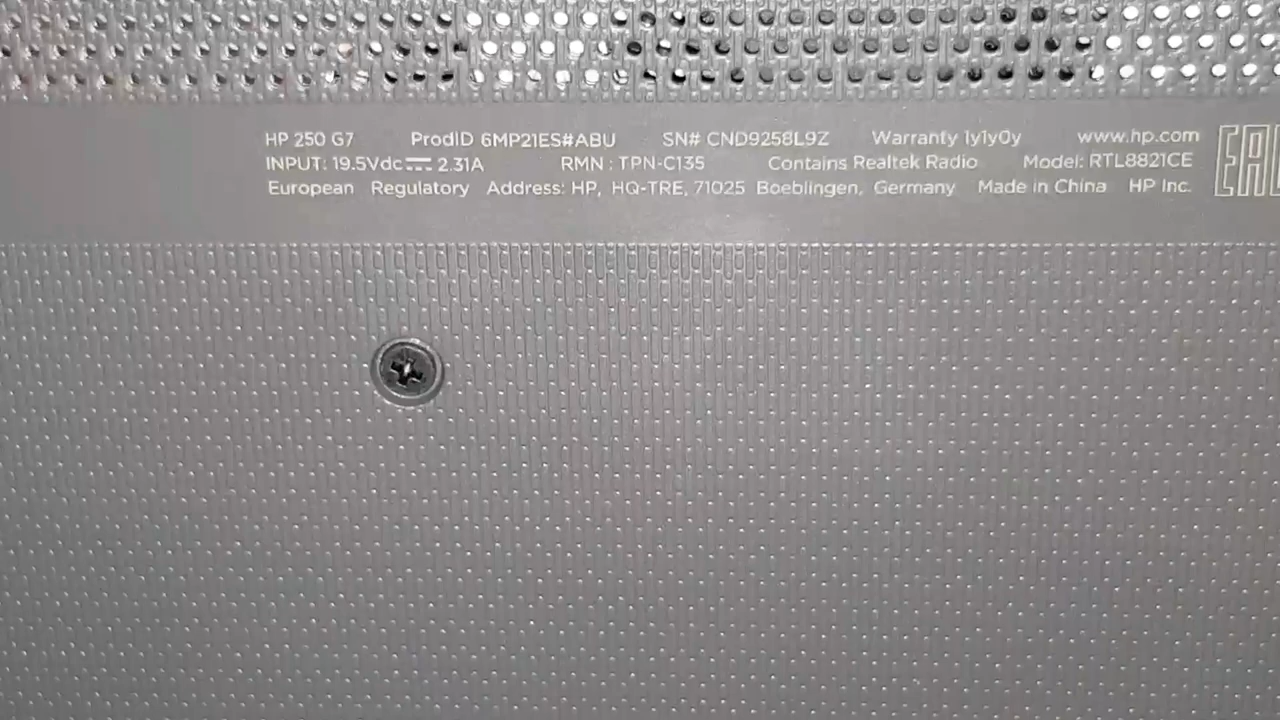 HP 250 G7 ProdID 6MP21ES#ABU SN# CND9258L9Z Warranty 1y1y0y www.hp.com
INPUT: 19.5Vdc⎓ 2.31A RMN : TPN-C135 Contains Realtek Radio Model: RTL8821CE
European Regulatory Address: HP, HQ-TRE, 71025 Boeblingen, Germany Made in China HP Inc.
EAC